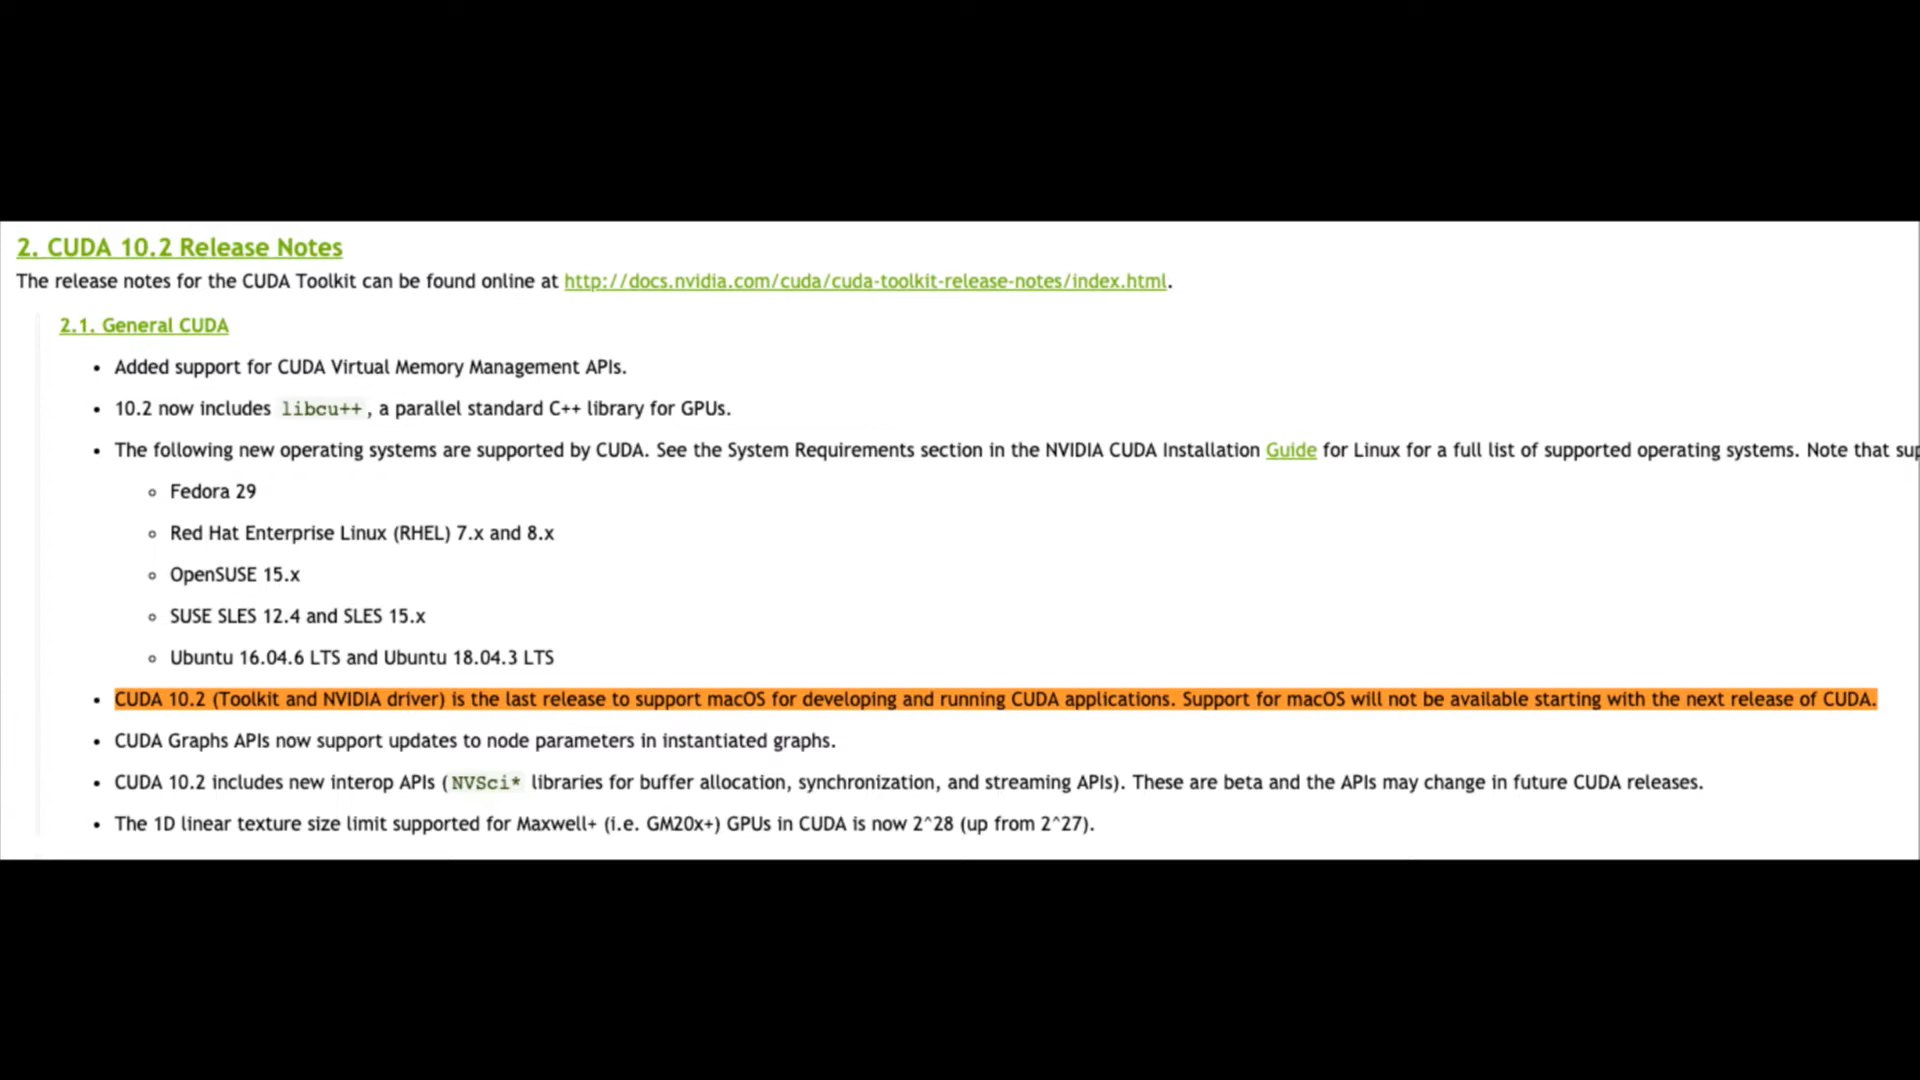 2. CUDA 10.2 Release Notes
The release notes for the CUDA Toolkit can be found online at http://docs.nvidia.com/cuda/cuda-toolkit-release-notes/index.html.
2.1. General CUDA
• Added support for CUDA Virtual Memory Management APIs.
• 10.2 now includes libcu++, a parallel standard C++ library for GPUs.
• The following new operating systems are supported by CUDA. See the System Requirements section in the NVIDIA CUDA Installation Guide for Linux for a full list of supported operating systems. Note that
◦ Fedora 29
◦ Red Hat Enterprise Linux (RHEL) 7.x and 8.x
◦ OpenSUSE 15.x
◦ SUSE SLES 12.4 and SLES 15.x
◦ Ubuntu 16.04.6 LTS and Ubuntu 18.04.3 LTS
• CUDA 10.2 (Toolkit and NVIDIA driver) is the last release to support macOS for developing and running CUDA applications. Support for macOS will not be available starting with the next release of CUDA.
• CUDA Graphs APIs now support updates to node parameters in instantiated graphs.
• CUDA 10.2 includes new interop APIs (NVSci* libraries for buffer allocation, synchronization, and streaming APIs). These are beta and the APIs may change in future CUDA releases.
• The 1D linear texture size limit supported for Maxwell+ (i.e. GM20x+) GPUs in CUDA is now 2^28 (up from 2^27).